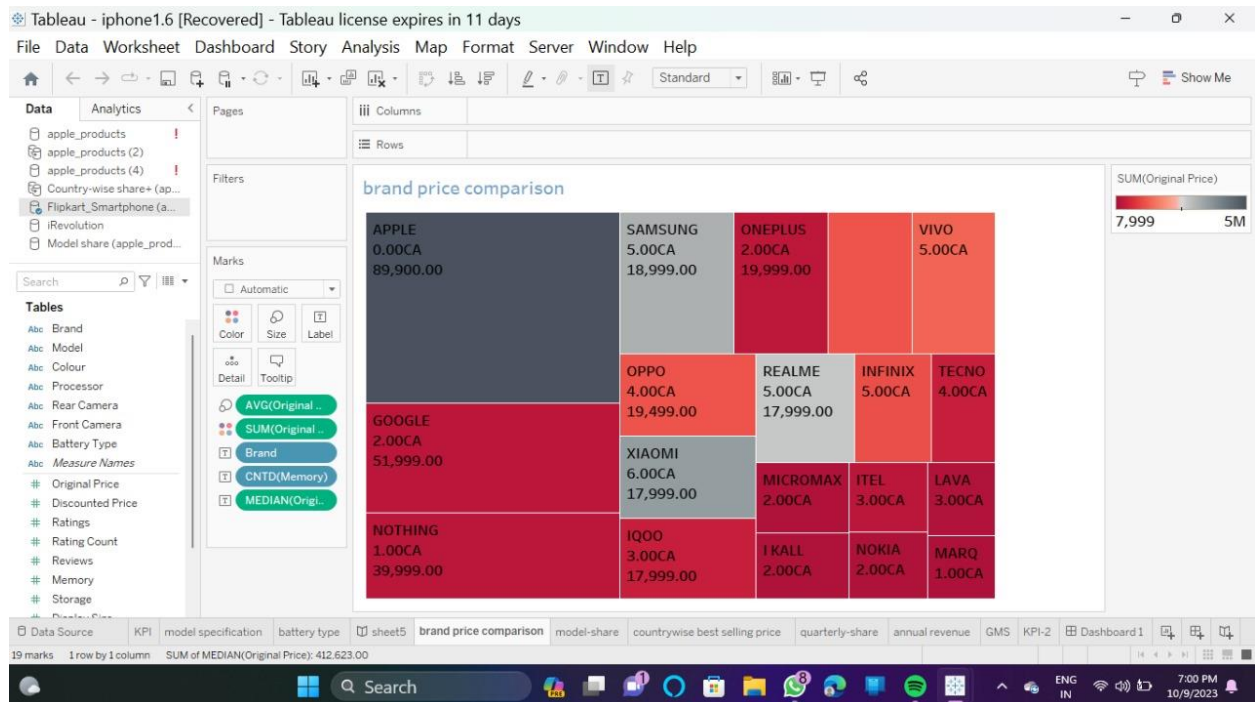 Tableau - iphone1.6 [Recovered] - Tableau license expires in 11 days
File Data Worksheet Dashboard Story Analysis Map Format Server Window Help
Standard
Show Me
Data Analytics
apple_products
apple_products (2)
apple_products (4)
Country-wise share+ (ap...
Flipkart_Smartphone (a...
iRevolution
Model share (apple_prod...
Search
Tables
Abc Brand
Abc Model
Abc Colour
Abc Processor
Abc Rear Camera
Abc Front Camera
Abc Battery Type
Abc Measure Names
# Original Price
# Discounted Price
# Ratings
# Rating Count
# Reviews
# Memory
# Storage
Pages
Filters
Marks
Automatic
Color Size Label
Detail Tooltip
AVG(Original ..
SUM(Original ..
Brand
CNTD(Memory)
MEDIAN(Origi..
Columns
Rows
brand price comparison
APPLE
0.00CA
89,900.00
GOOGLE
2.00CA
51,999.00
NOTHING
1.00CA
39,999.00
SAMSUNG
5.00CA
18,999.00
ONEPLUS
2.00CA
19,999.00
VIVO
5.00CA
OPPO
4.00CA
19,499.00
REALME
5.00CA
17,999.00
INFINIX
5.00CA
TECNO
4.00CA
XIAOMI
6.00CA
17,999.00
MICROMAX
2.00CA
ITEL
3.00CA
LAVA
3.00CA
IQOO
3.00CA
17,999.00
I KALL
2.00CA
NOKIA
2.00CA
MARQ
1.00CA
SUM(Original Price)
7,999 5M
Data Source KPI model specification battery type sheet5 brand price comparison model-share countrywise best selling price quarterly-share annual revenue GMS KPI-2 Dashboard 1
19 marks 1 row by 1 column SUM of MEDIAN(Original Price): 412,623.00
Search
PRE
1
8
ENG
IN
7:00 PM
10/9/2023